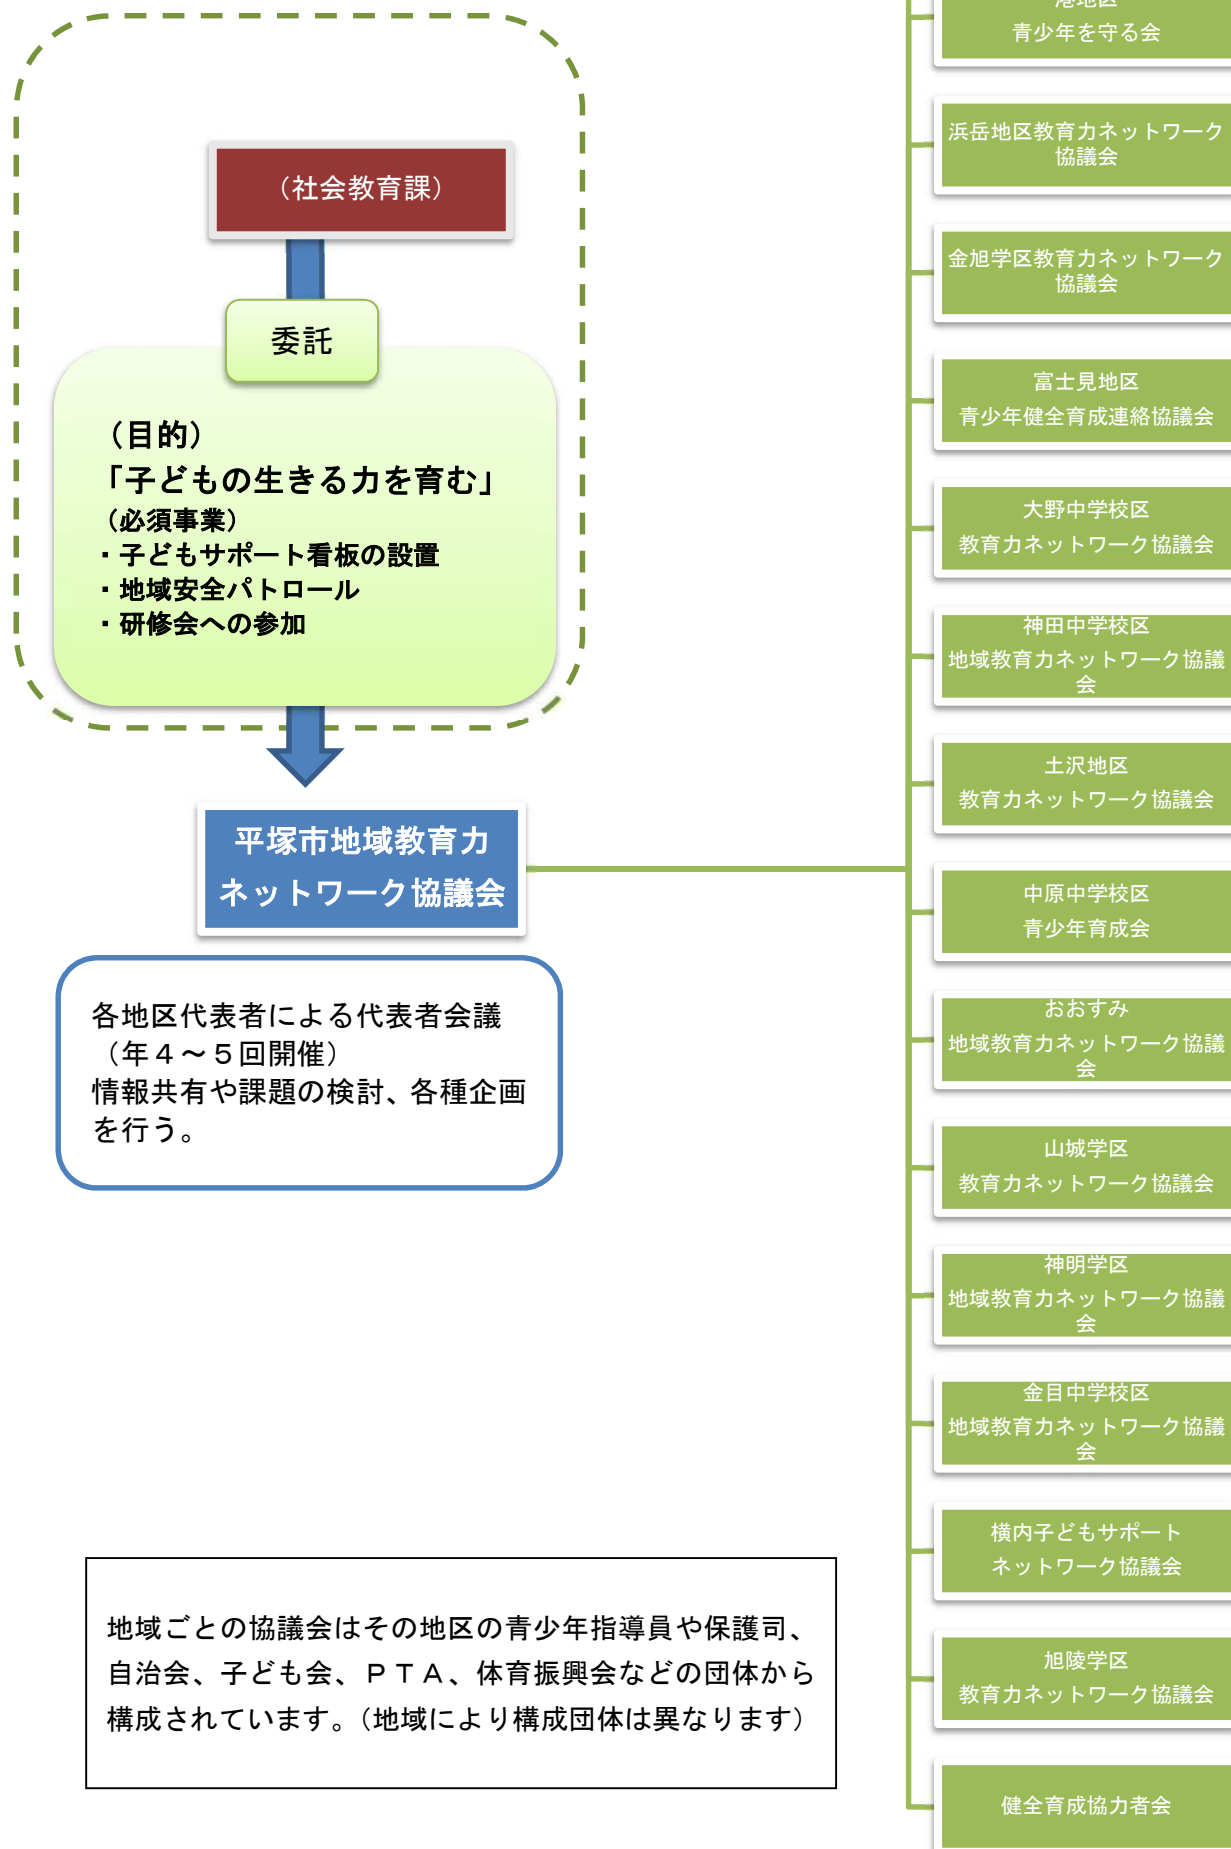 （社会教育課）
委託
（目的）
「子どもの生きる力を育む」
（必須事業）
・子どもサポート看板の設置
・地域安全パトロール
・研修会への参加
平塚市地域教育力
ネットワーク協議会
各地区代表者による代表者会議
（年４～５回開催）
情報共有や課題の検討、各種企画
を行う。
地域ごとの協議会はその地区の青少年指導員や保護司、
自治会、子ども会、ＰＴＡ、体育振興会などの団体から
構成されています。（地域により構成団体は異なります）
港地区
青少年を守る会
浜岳地区教育力ネットワーク
協議会
金旭学区教育力ネットワーク
協議会
富士見地区
青少年健全育成連絡協議会
大野中学校区
教育力ネットワーク協議会
神田中学校区
地域教育力ネットワーク協議
会
土沢地区
教育力ネットワーク協議会
中原中学校区
青少年育成会
おおすみ
地域教育力ネットワーク協議
会
山城学区
教育力ネットワーク協議会
神明学区
地域教育力ネットワーク協議
会
金目中学校区
地域教育力ネットワーク協議
会
横内子どもサポート
ネットワーク協議会
旭陵学区
教育力ネットワーク協議会
健全育成協力者会